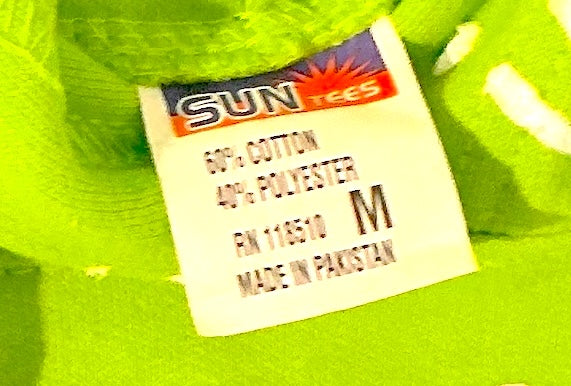 SUN TEES
60% COTTON
40% POLYESTER
RN 118510 M
MADE IN PAKISTAN